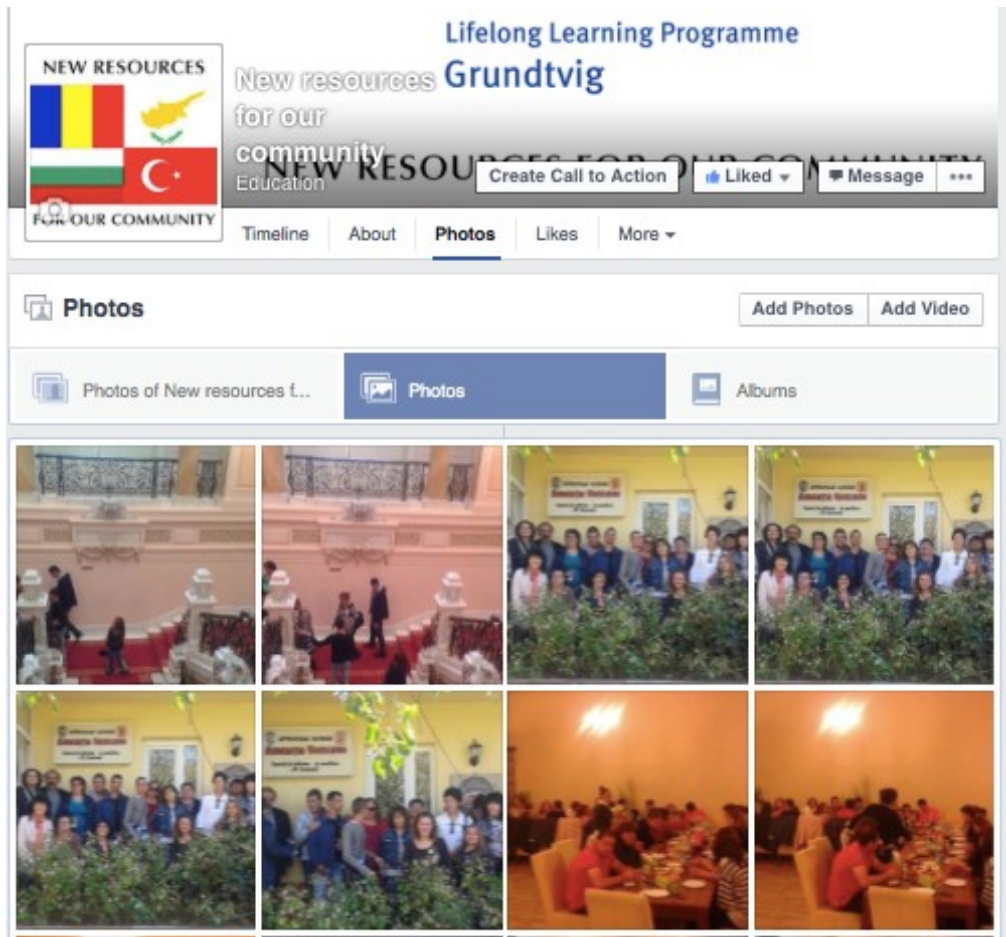 Lifelong Learning Programme
Grundtvig
NEW RESOURCES
FOR OUR COMMUNITY
New resources
for our
community
Education
NEW RESOURCES FOR OUR COMMUNITY
Create Call to Action
Liked
Message
Timeline
About
Photos
Likes
More
Photos
Add Photos
Add Video
Photos of New resources f...
Photos
Albums